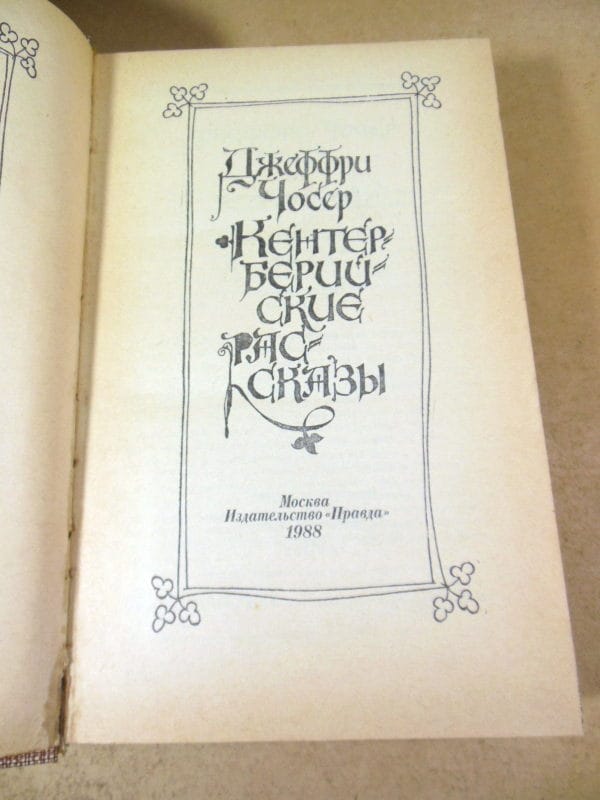 Джеффри
Чосер
Кентер-
берий-
ские
рас-
сказы
Москва
Издательство «Правда»
1988